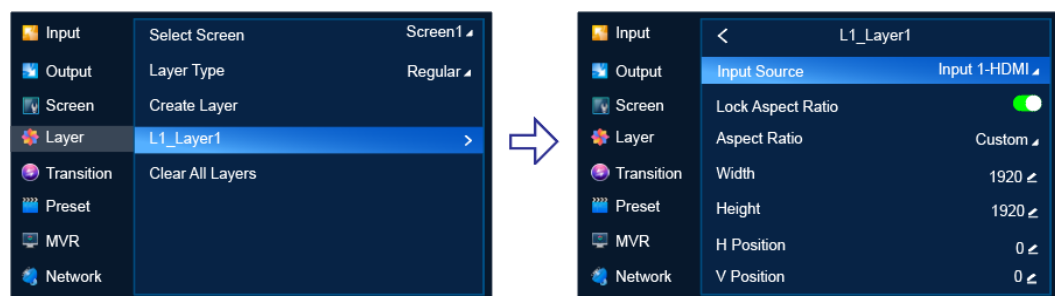 Input
Select Screen Screen1
Output
Layer Type Regular
Screen
Create Layer
Layer
L1_Layer1 >
Transition
Clear All Layers
Preset
MVR
Network
Input
< L1_Layer1
Output
Input Source Input 1-HDMI
Screen
Lock Aspect Ratio
Layer
Aspect Ratio Custom
Transition
Width 1920
Preset
Height 1920
MVR
H Position 0
Network
V Position 0